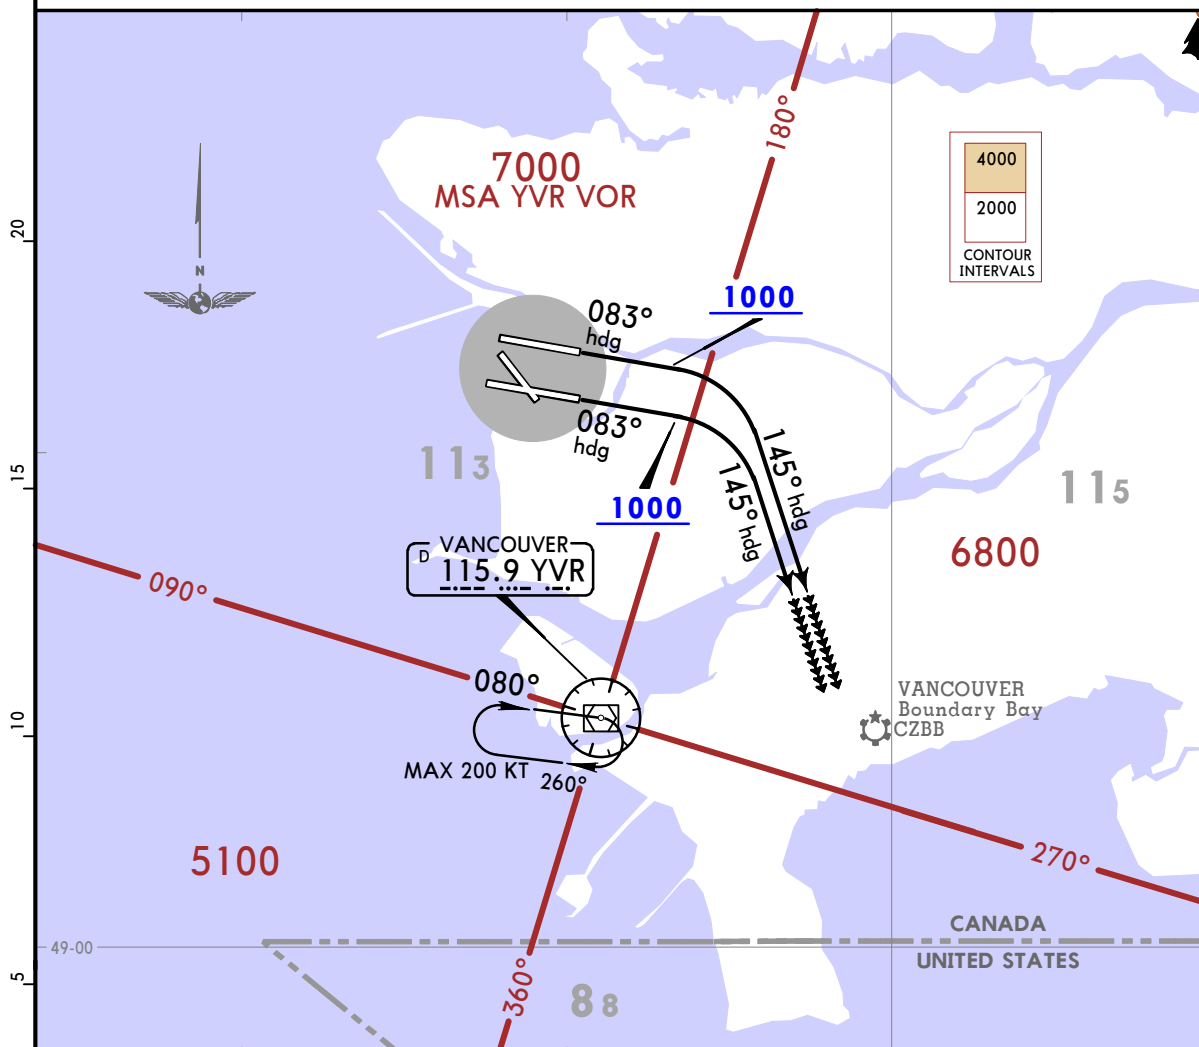 180°
7000
MSA YVR VOR
4000
2000
CONTOUR
INTERVALS
20
N
1000
083°
hdg
083°
hdg
113
145° hdg
145° hdg
15
115
1000
6800
D VANCOUVER
115.9 YVR
090°
080°
VANCOUVER
Boundary Bay
CZBB
10
MAX 200 KT
260°
5100
270°
CANADA
49-00
UNITED STATES
5
360°
88